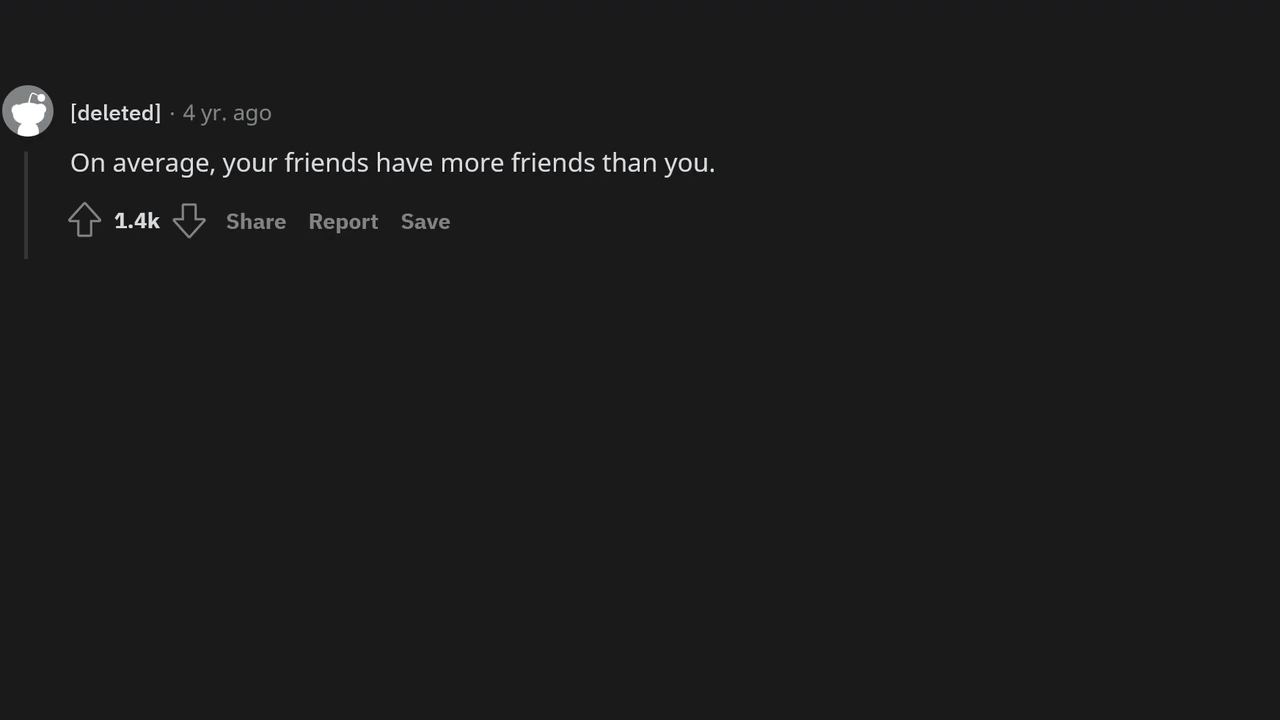 [deleted] · 4 yr. ago
On average, your friends have more friends than you.
1.4k Share Report Save